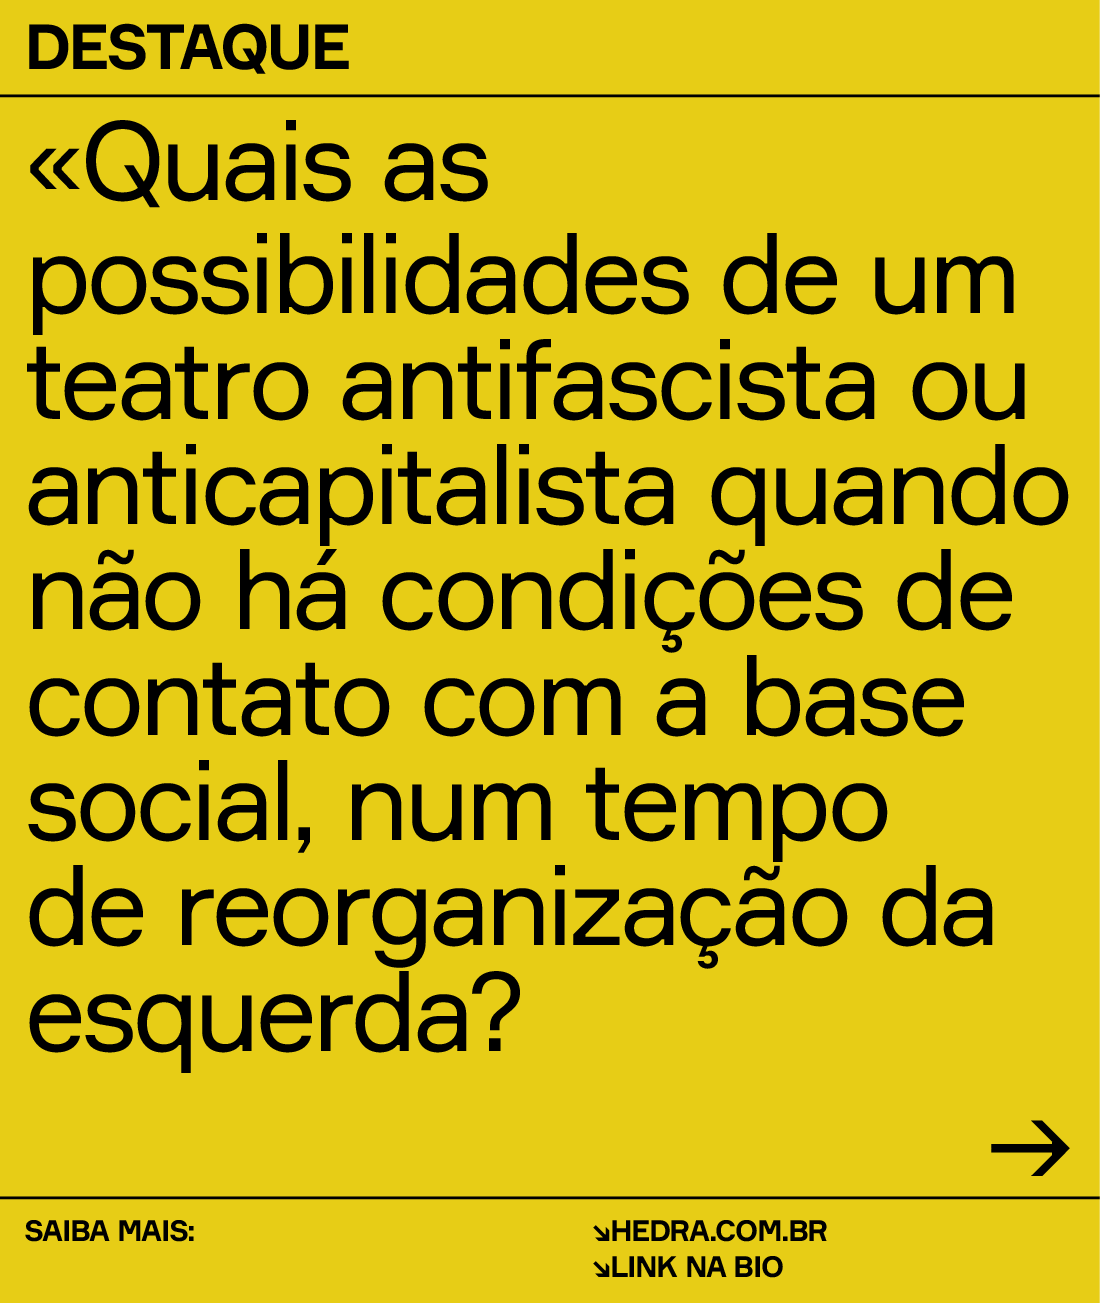 DESTAQUE
«Quais as
possibilidades de um
teatro antifascista ou
anticapitalista quando
não há condições de
contato com a base
social, num tempo
de reorganização da
esquerda?
→
SAIBA MAIS:
↘HEDRA.COM.BR
↘LINK NA BIO